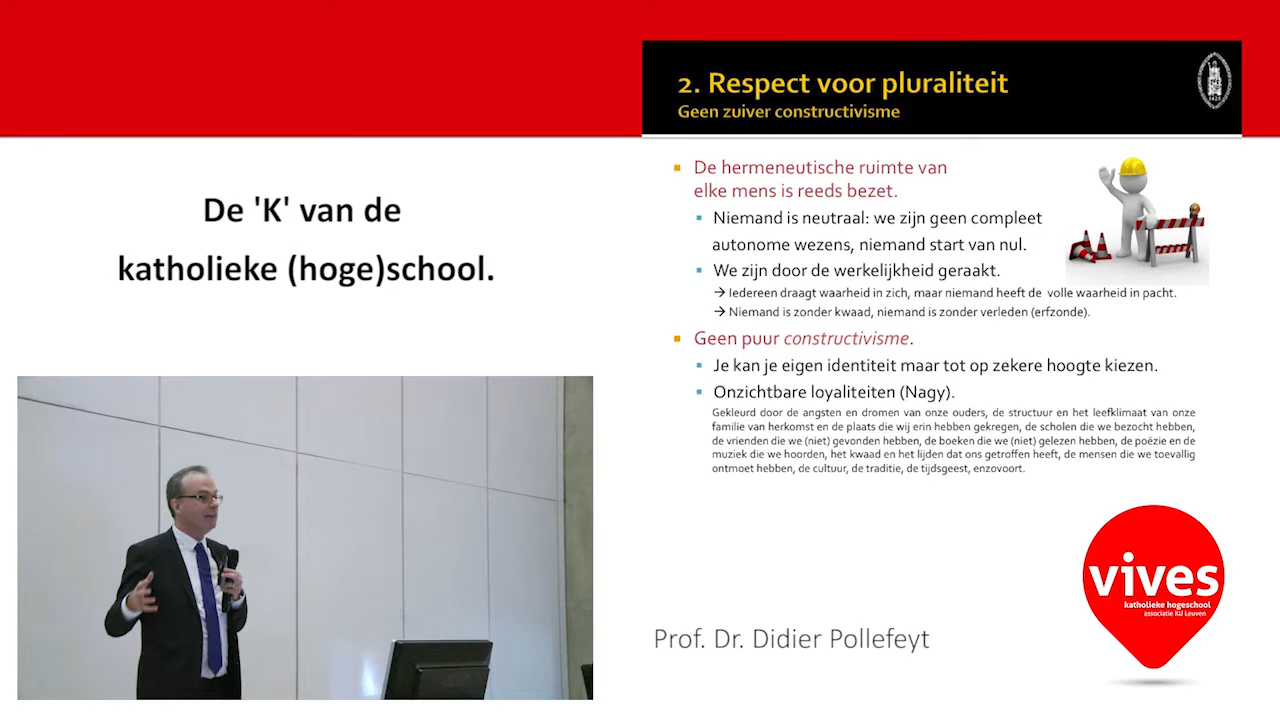 De 'K' van de
katholieke (hoge)school.
2. Respect voor pluraliteit
Geen zuiver constructivisme
De hermeneutische ruimte van
elke mens is reeds bezet.
Niemand is neutraal: we zijn geen compleet
autonome wezens, niemand start van nul.
We zijn door de werkelijkheid geraakt.
→ Iedereen draagt waarheid in zich, maar niemand heeft de volle waarheid in pacht.
→ Niemand is zonder kwaad, niemand is zonder verleden (erfzonde).
Geen puur constructivisme.
Je kan je eigen identiteit maar tot op zekere hoogte kiezen.
Onzichtbare loyaliteiten (Nagy).
Gekleurd door de angsten en dromen van onze ouders, de structuur en het leefklimaat van onze
familie van herkomst en de plaats die wij erin hebben gekregen, de scholen die we bezocht hebben,
de vrienden die we (niet) gevonden hebben, de boeken die we (niet) gelezen hebben, de poëzie en de
muziek die we hoorden, het kwaad en het lijden dat ons getroffen heeft, de mensen die we toevallig
ontmoet hebben, de cultuur, de traditie, de tijdsgeest, enzovoort.
vives
katholieke hogeschool
associatie KU Leuven
Prof. Dr. Didier Pollefeyt